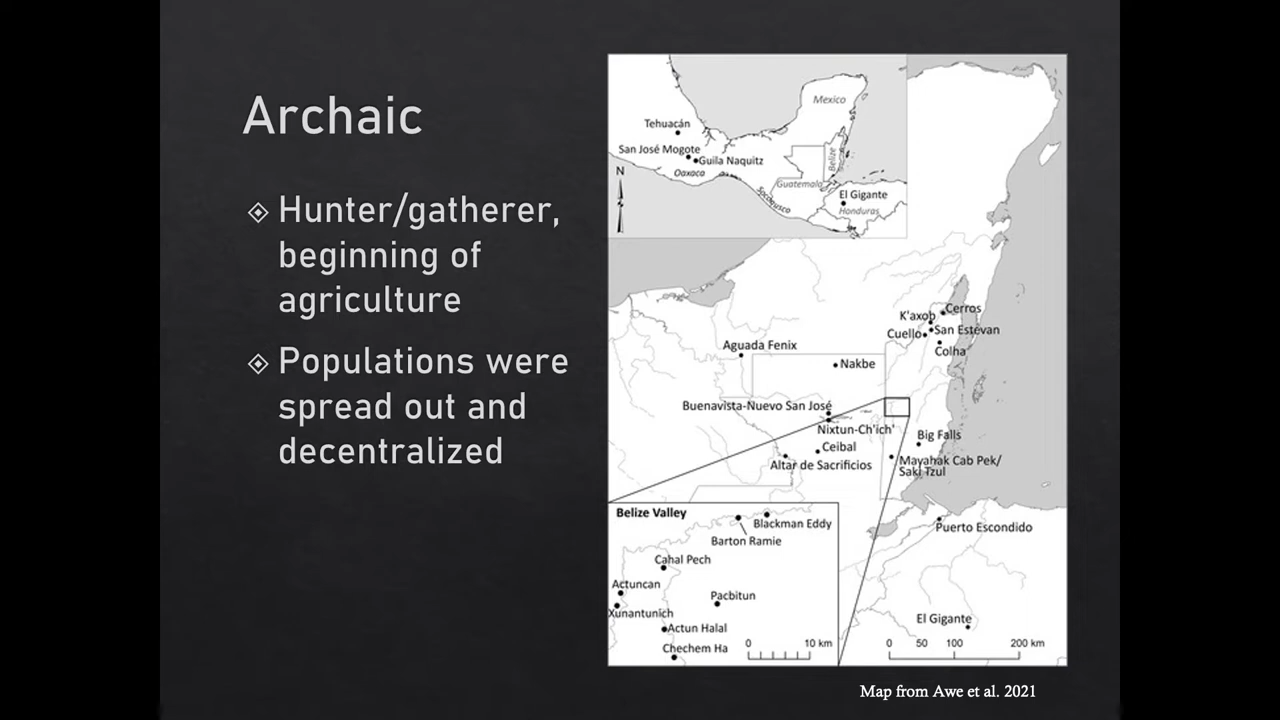 Archaic
Hunter/gatherer,
beginning of
agriculture
Populations were
spread out and
decentralized
Mexico
Tehuacán
San José Mogote
Guila Naquitz
Oaxaca
Belize
Guatemala
Soconusco
El Gigante
Honduras
N
Cerros
K'axob
San Estevan
Cuello
Colha
Aguada Fenix
Nakbe
Buenavista-Nuevo San José
Nixtun-Ch'ich'
Ceibal
Altar de Sacrificios
Big Falls
Mayahak Cab Pek/
Saki Tzul
Puerto Escondido
El Gigante
0 50 100 200 km
Belize Valley
Blackman Eddy
Barton Ramie
Cahal Pech
Actuncan
Pacbitun
Xunantunich
Actun Halal
Chechem Ha
0 10 km
Map from Awe et al. 2021